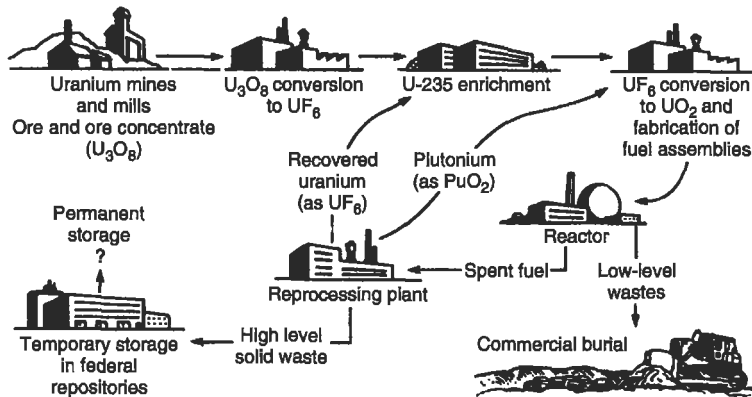 Uranium mines
and mills
Ore and ore concentrate
(U₃O₈)
U₃O₈ conversion
to UF₆
U-235 enrichment
UF₆ conversion
to UO₂ and
fabrication of
fuel assemblies
Recovered
uranium
(as UF₆)
Plutonium
(as PuO₂)
Reactor
Spent fuel
Low-level
wastes
Commercial burial
Reprocessing plant
High level
solid waste
Temporary storage
in federal
repositories
Permanent
storage
?